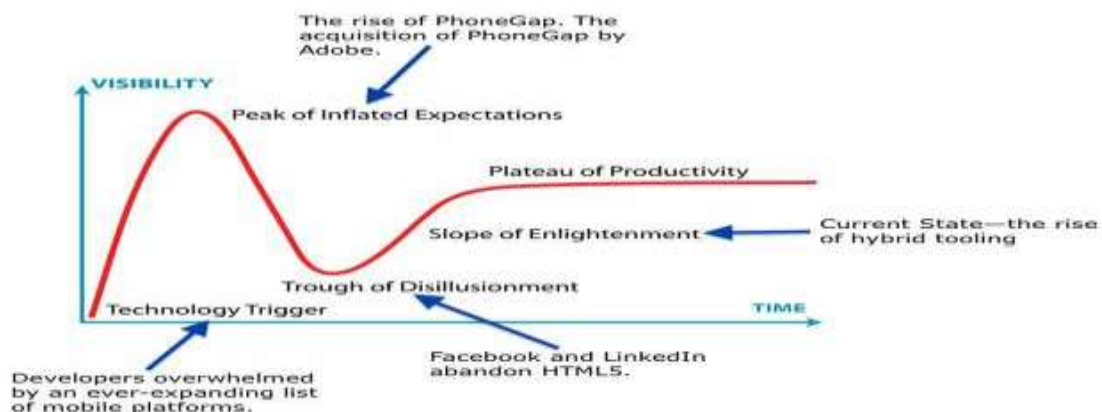 The rise of PhoneGap. The
acquisition of PhoneGap by
Adobe.
VISIBILITY
Peak of Inflated Expectations
Plateau of Productivity
Slope of Enlightenment
Current State—the rise
of hybrid tooling
Trough of Disillusionment
Technology Trigger
TIME
Facebook and LinkedIn
abandon HTML5.
Developers overwhelmed
by an ever-expanding list
of mobile platforms.